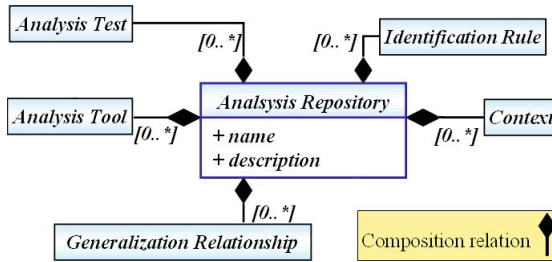 Analysis Test
[0..*]
[0..*]
Identification Rule
Analsysis Repository
Analysis Tool
[0..*]
+ name
+ description
Context
[0..*]
[0..*]
Generalization Relationship
Composition relation